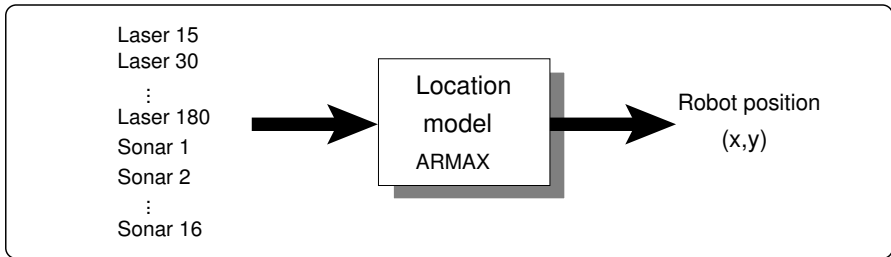 Laser 15
Laser 30
⋮
Laser 180
Sonar 1
Sonar 2
⋮
Sonar 16
Location
model
ARMAX
Robot position
(x,y)